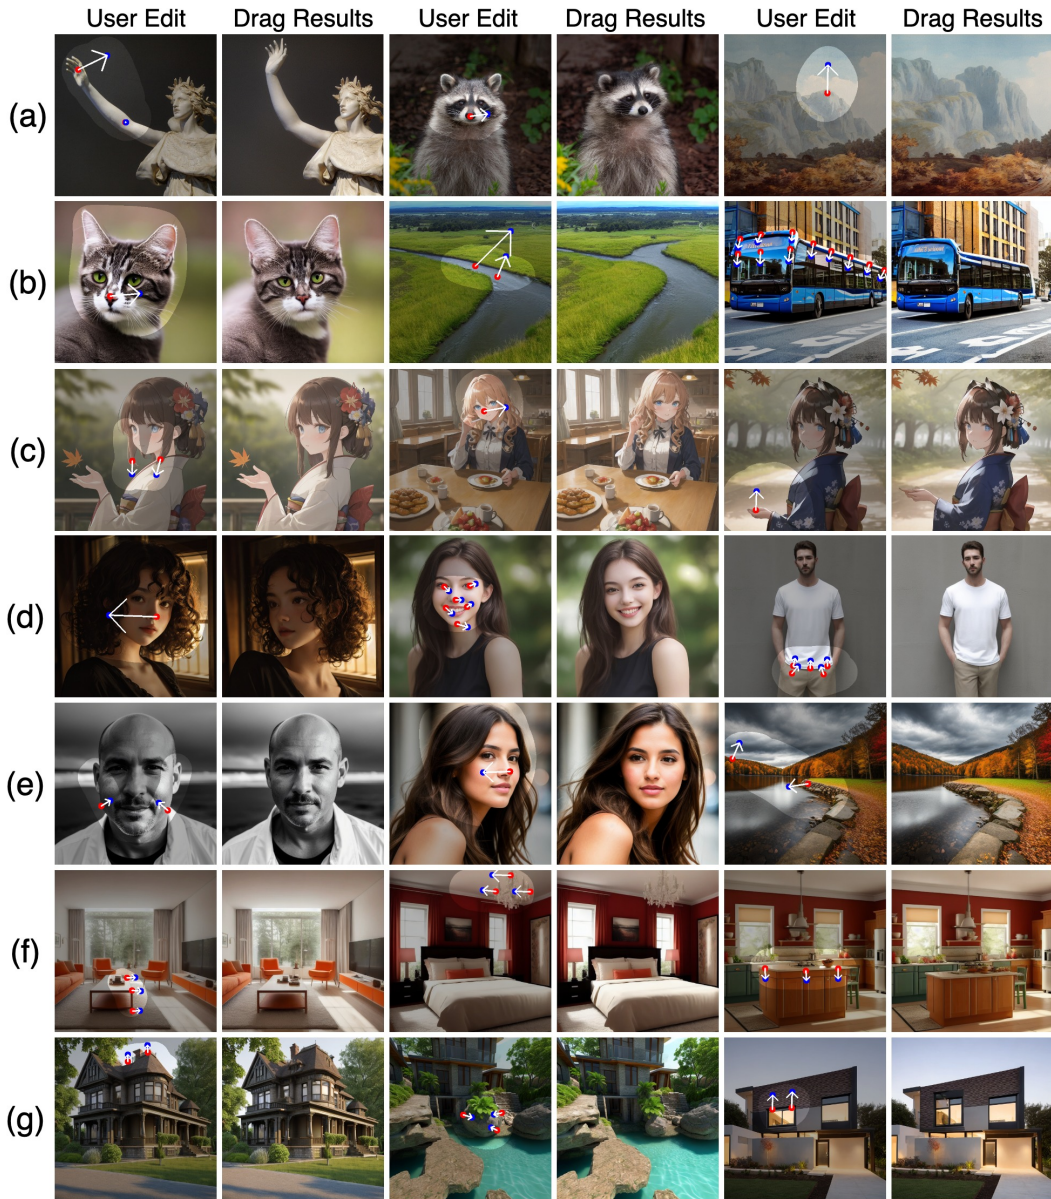 User Edit Drag Results User Edit Drag Results User Edit Drag Results
(a)
(b)
(c)
(d)
(e)
(f)
(g)